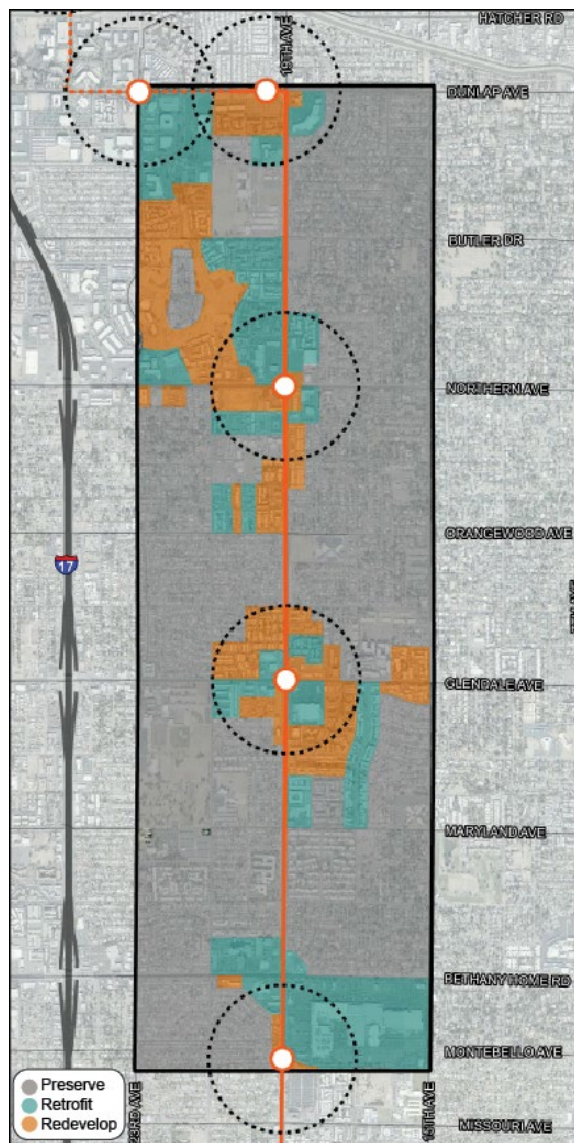 HATCHER RD
19TH AVE
DUNLAP AVE
BUTLER DR
NORTHERN AVE
ORANGEWOOD AVE
17
GLENDALE AVE
MARYLAND AVE
BETHANY HOME RD
MONTEBELLO AVE
Preserve
Retrofit
Redevelop
23RD AVE
15TH AVE
MISSOURI AVE